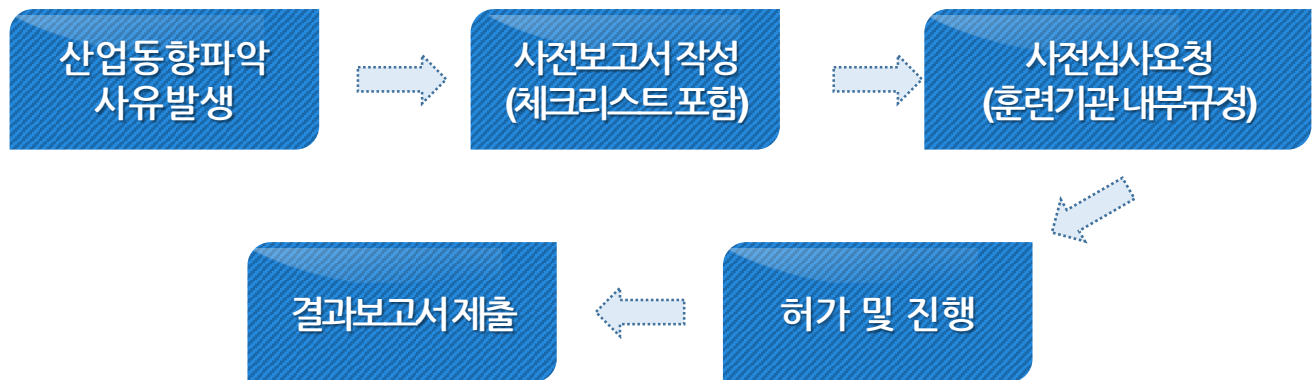 산업동향파악
사유발생
사전보고서 작성
(체크리스트 포함)
사전심사요청
(훈련기관 내부규정)
허가 및 진행
결과보고서 제출